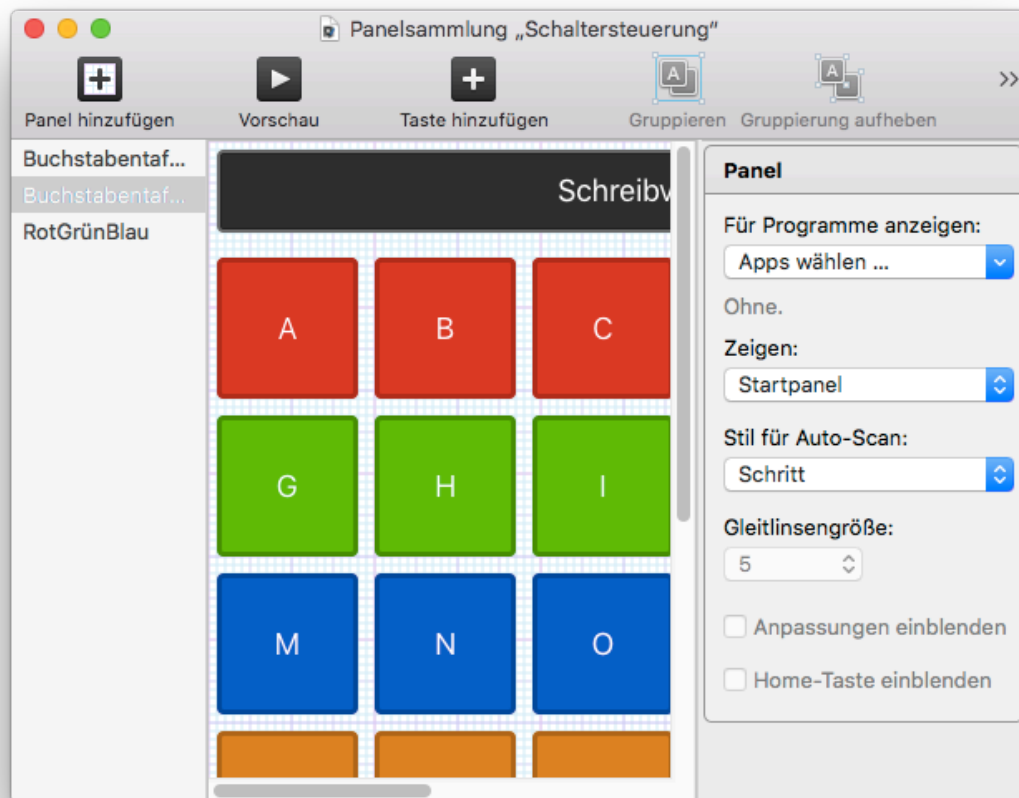 Panelsammlung „Schaltersteuerung“
Panel hinzufügen
Vorschau
Taste hinzufügen
Gruppieren
Gruppierung aufheben
Buchstabentaf...
Buchstabentaf...
RotGrünBlau
Schreibv
A B C
G H I
M N O
Panel
Für Programme anzeigen:
Apps wählen ...
Ohne.
Zeigen:
Startpanel
Stil für Auto-Scan:
Schritt
Gleitlinsengröße:
5
Anpassungen einblenden
Home-Taste einblenden